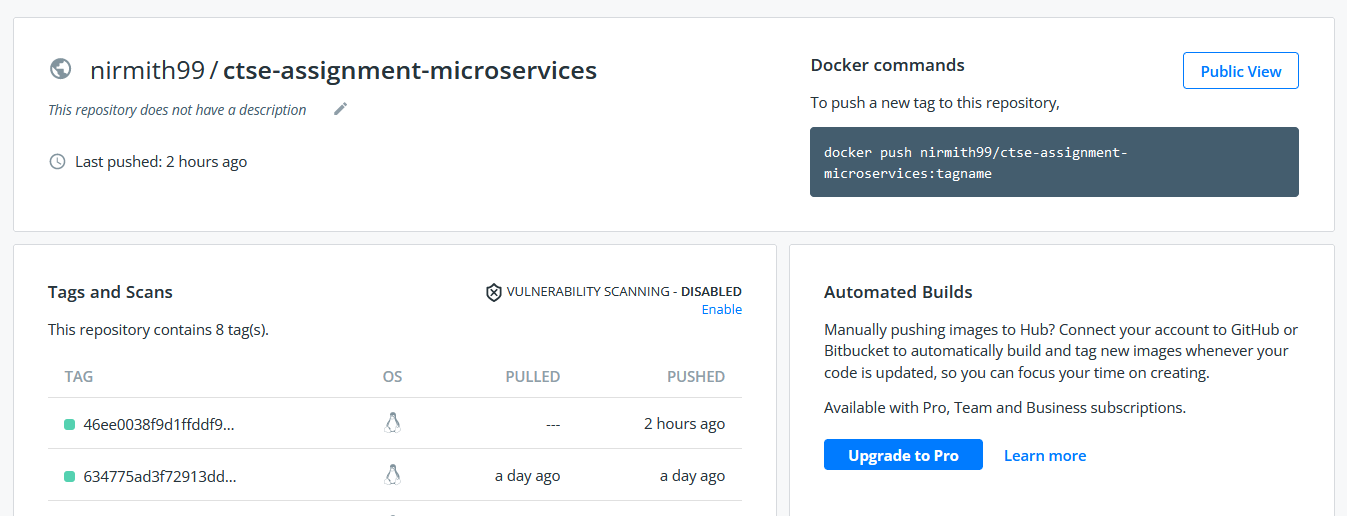 nirmith99 / ctse-assignment-microservices
This repository does not have a description
Last pushed: 2 hours ago
Docker commands
Public View
To push a new tag to this repository,
docker push nirmith99/ctse-assignment-
microservices:tagname
Tags and Scans
VULNERABILITY SCANNING - DISABLED
Enable
This repository contains 8 tag(s).
TAG OS PULLED PUSHED
46ee0038f9d1ffddf9... --- 2 hours ago
634775ad3f72913dd... a day ago a day ago
Automated Builds
Manually pushing images to Hub? Connect your account to GitHub or
Bitbucket to automatically build and tag new images whenever your
code is updated, so you can focus your time on creating.
Available with Pro, Team and Business subscriptions.
Upgrade to Pro Learn more